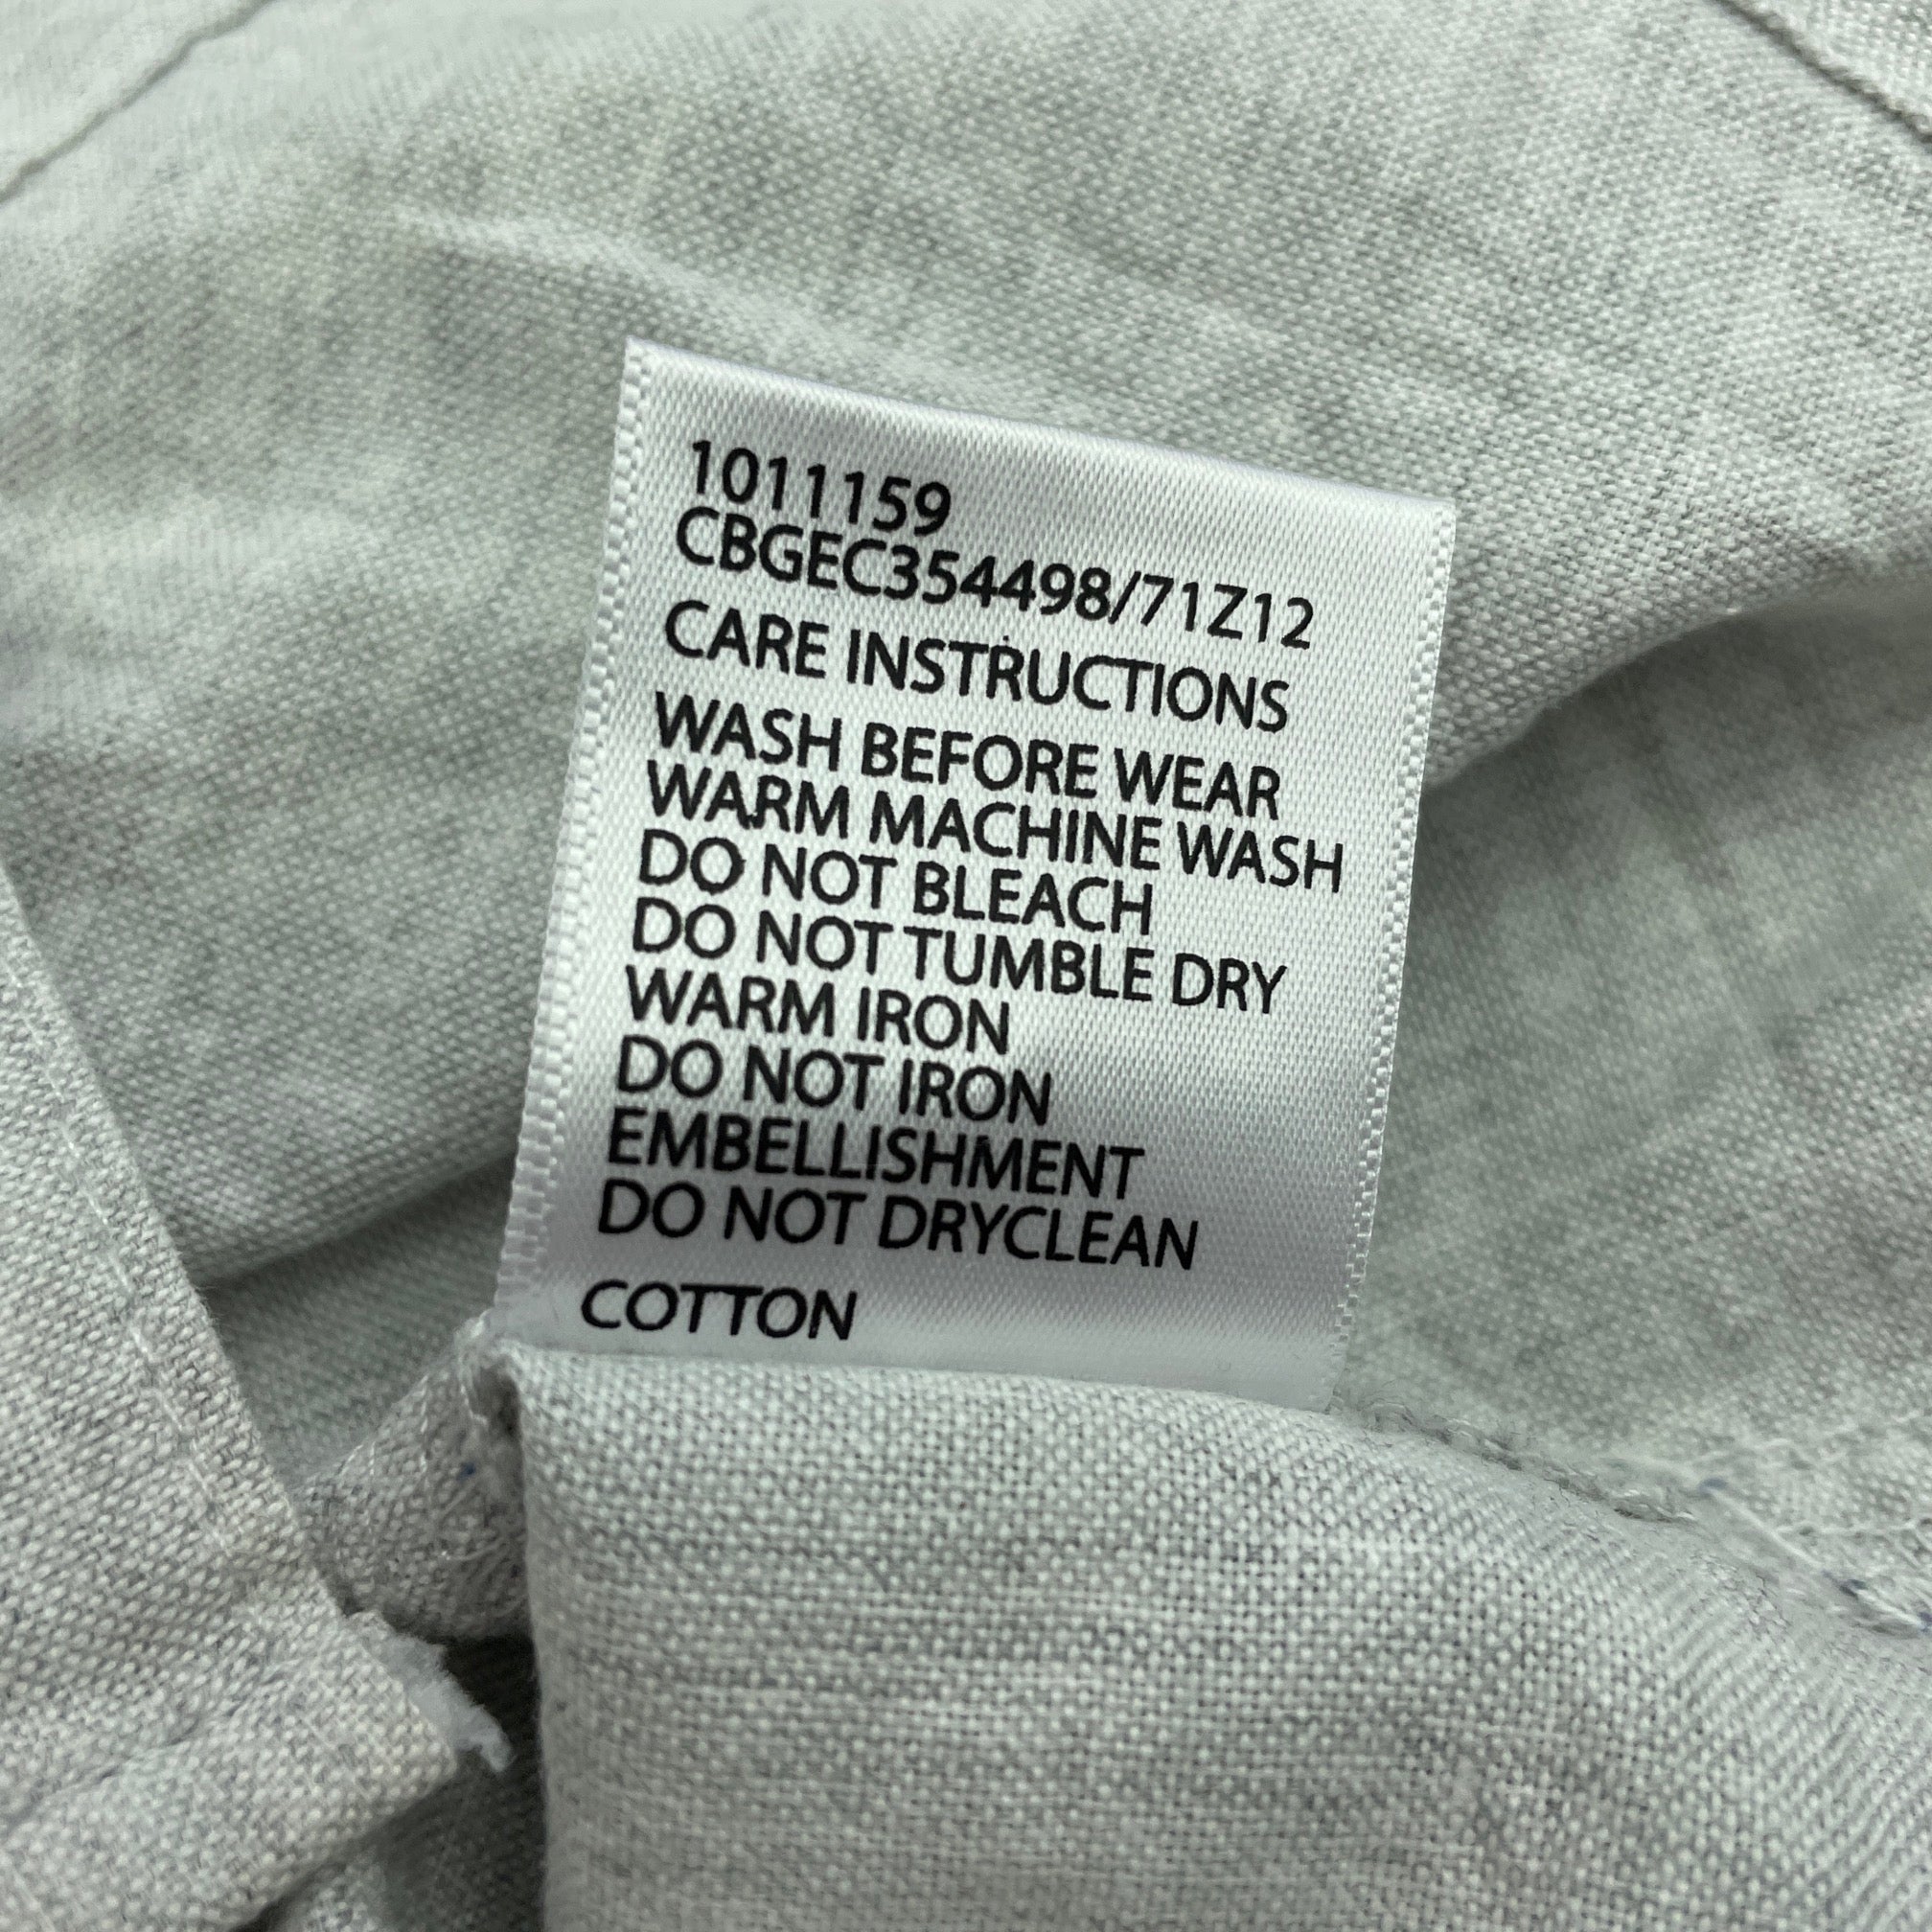 1011159
CBGEC354498/71Z12
CARE INSTRUCTIONS
WASH BEFORE WEAR
WARM MACHINE WASH
DO NOT BLEACH
DO NOT TUMBLE DRY
WARM IRON
DO NOT IRON
EMBELLISHMENT
DO NOT DRYCLEAN
COTTON